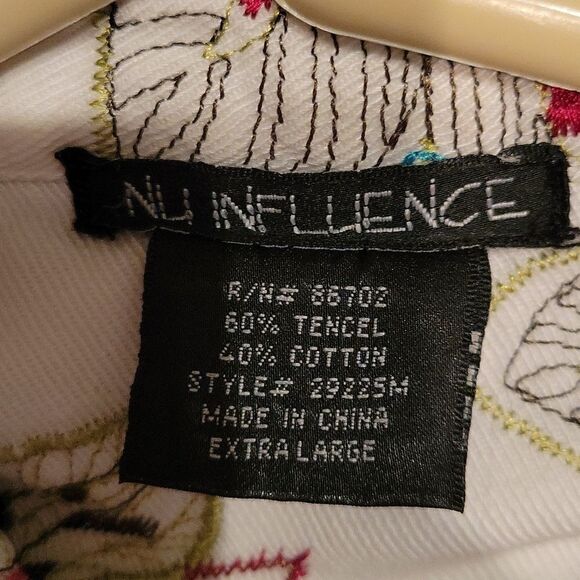 NU INFLUENCE
R/N# 86702
60% TENCEL
40% COTTON
STYLE# 29225M
MADE IN CHINA
EXTRA LARGE